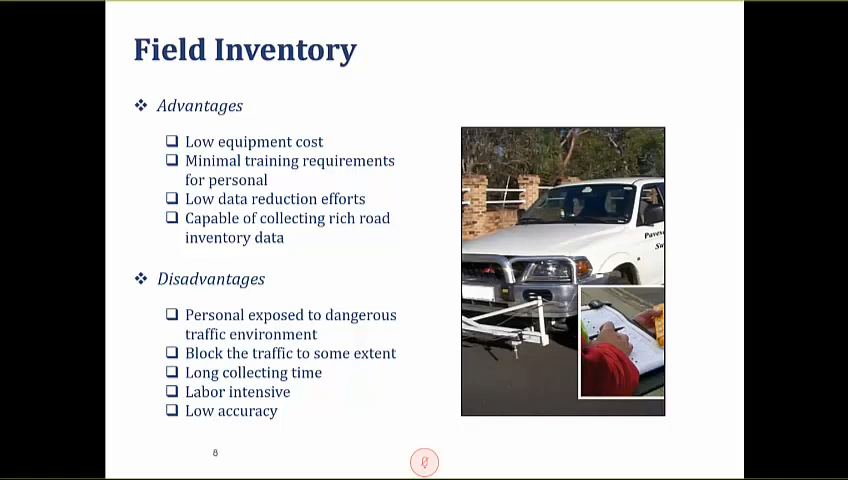 Field Inventory
Advantages
Low equipment cost
Minimal training requirements
for personal
Low data reduction efforts
Capable of collecting rich road
inventory data
Disadvantages
Personal exposed to dangerous
traffic environment
Block the traffic to some extent
Long collecting time
Labor intensive
Low accuracy
8